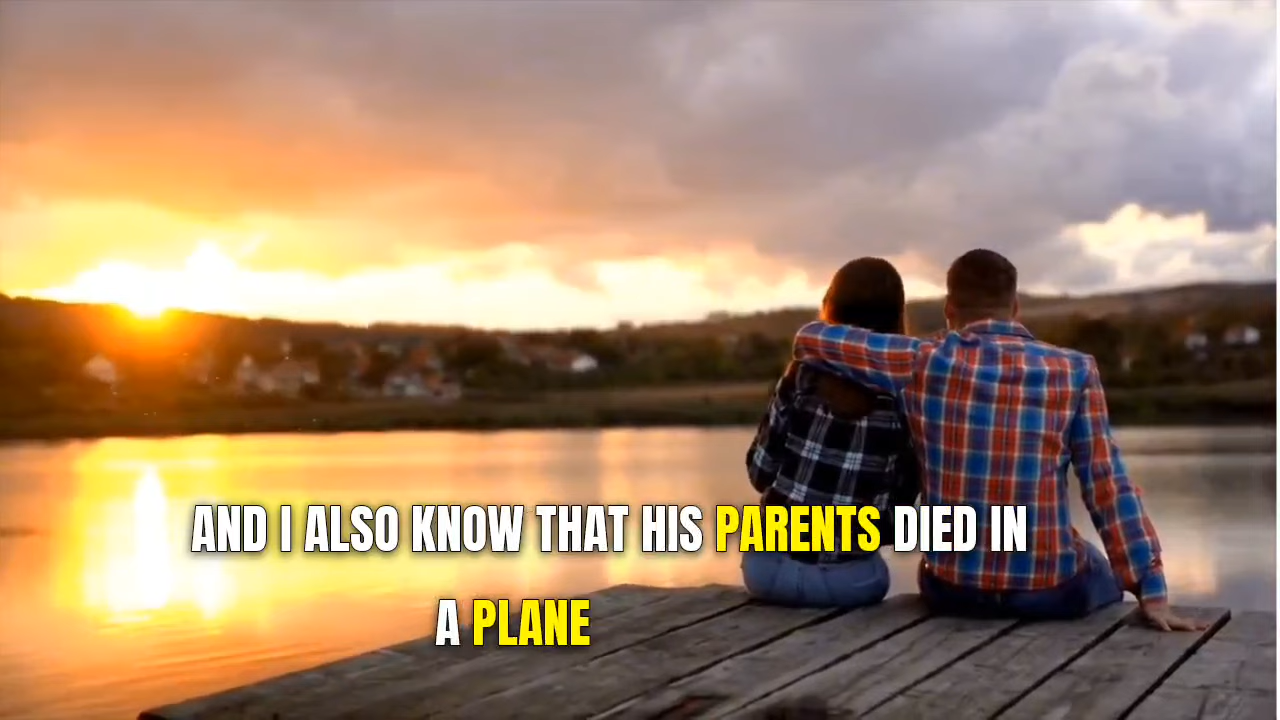 AND I ALSO KNOW THAT HIS PARENTS DIED IN
A PLANE